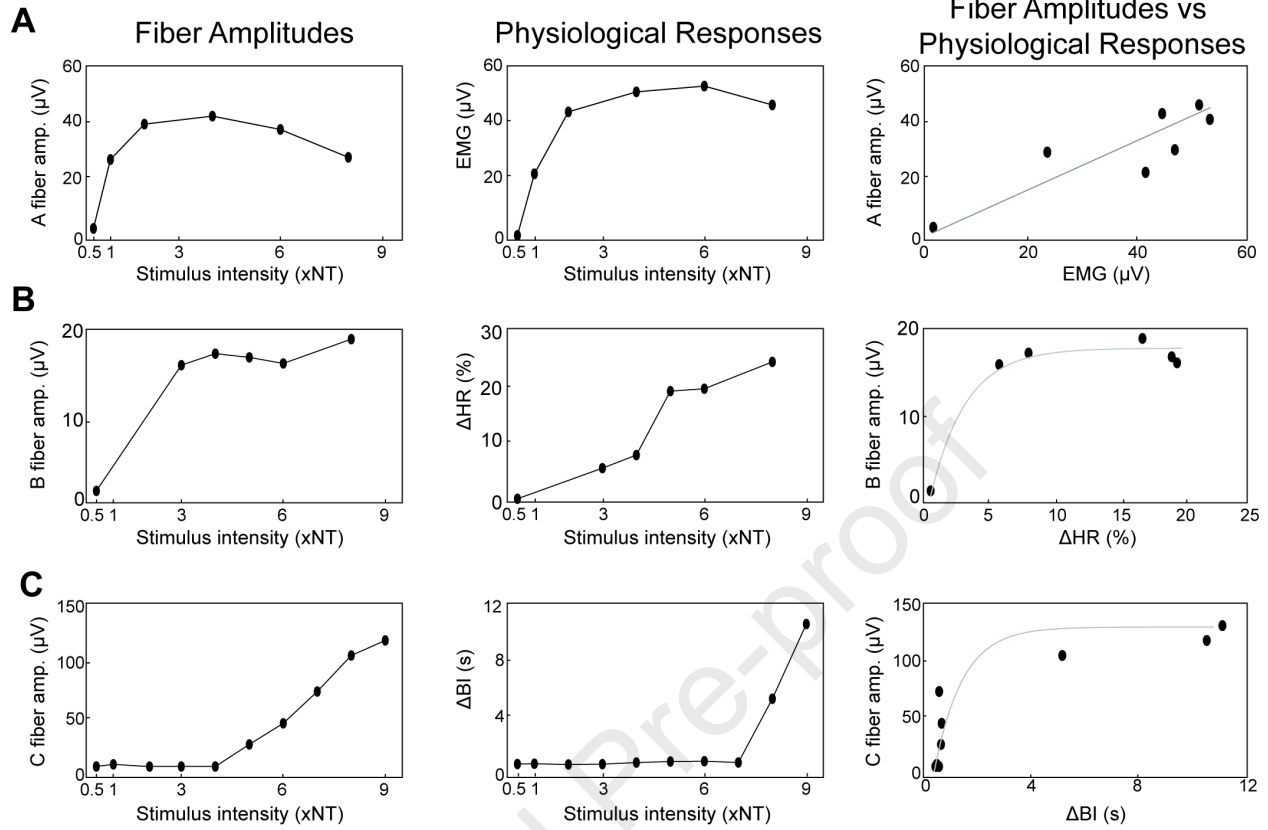 A
Fiber Amplitudes
Physiological Responses
Fiber Amplitudes vs
Physiological Responses
A fiber amp. (µV)
60
40
20
0
0.5 1 3 6 9
Stimulus intensity (xNT)
EMG (µV)
60
40
20
0
0.5 1 3 6 9
Stimulus intensity (xNT)
A fiber amp. (µV)
60
40
20
0
0 20 40 60
EMG (µV)
B
B fiber amp. (µV)
20
10
0
0.5 1 3 6 9
Stimulus intensity (xNT)
ΔHR (%)
30
20
10
0
0.5 1 3 6 9
Stimulus intensity (xNT)
B fiber amp. (µV)
20
10
0
0 5 10 15 20 25
ΔHR (%)
C
C fiber amp. (µV)
150
100
50
0
0.5 1 3 6 9
Stimulus intensity (xNT)
ΔBI (s)
12
8
4
0
0.5 1 3 6 9
Stimulus intensity (xNT)
C fiber amp. (µV)
150
100
50
0
0 4 8 12
ΔBI (s)
Pre-proof